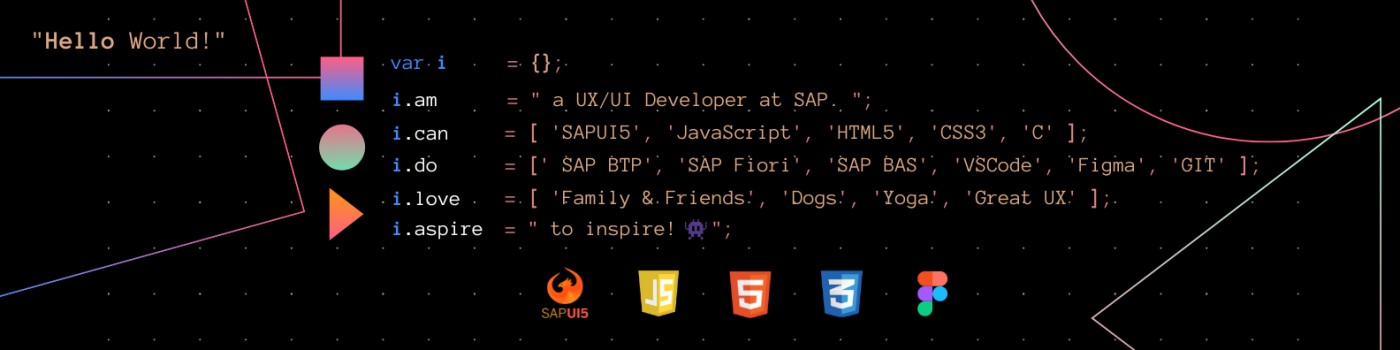 "Hello World!"
var i = {};
i.am = " a UX/UI Developer at SAP. ";
i.can = [ 'SAPUI5', 'JavaScript', 'HTML5', 'CSS3', 'C' ];
i.do = [' SAP BTP', 'SAP Fiori', 'SAP BAS', 'VSCode', 'Figma', 'GIT' ];
i.love = [ 'Family & Friends', 'Dogs', 'Yoga', 'Great UX' ];
i.aspire = " to inspire! 👾";
JS 5 3
SAPUI5